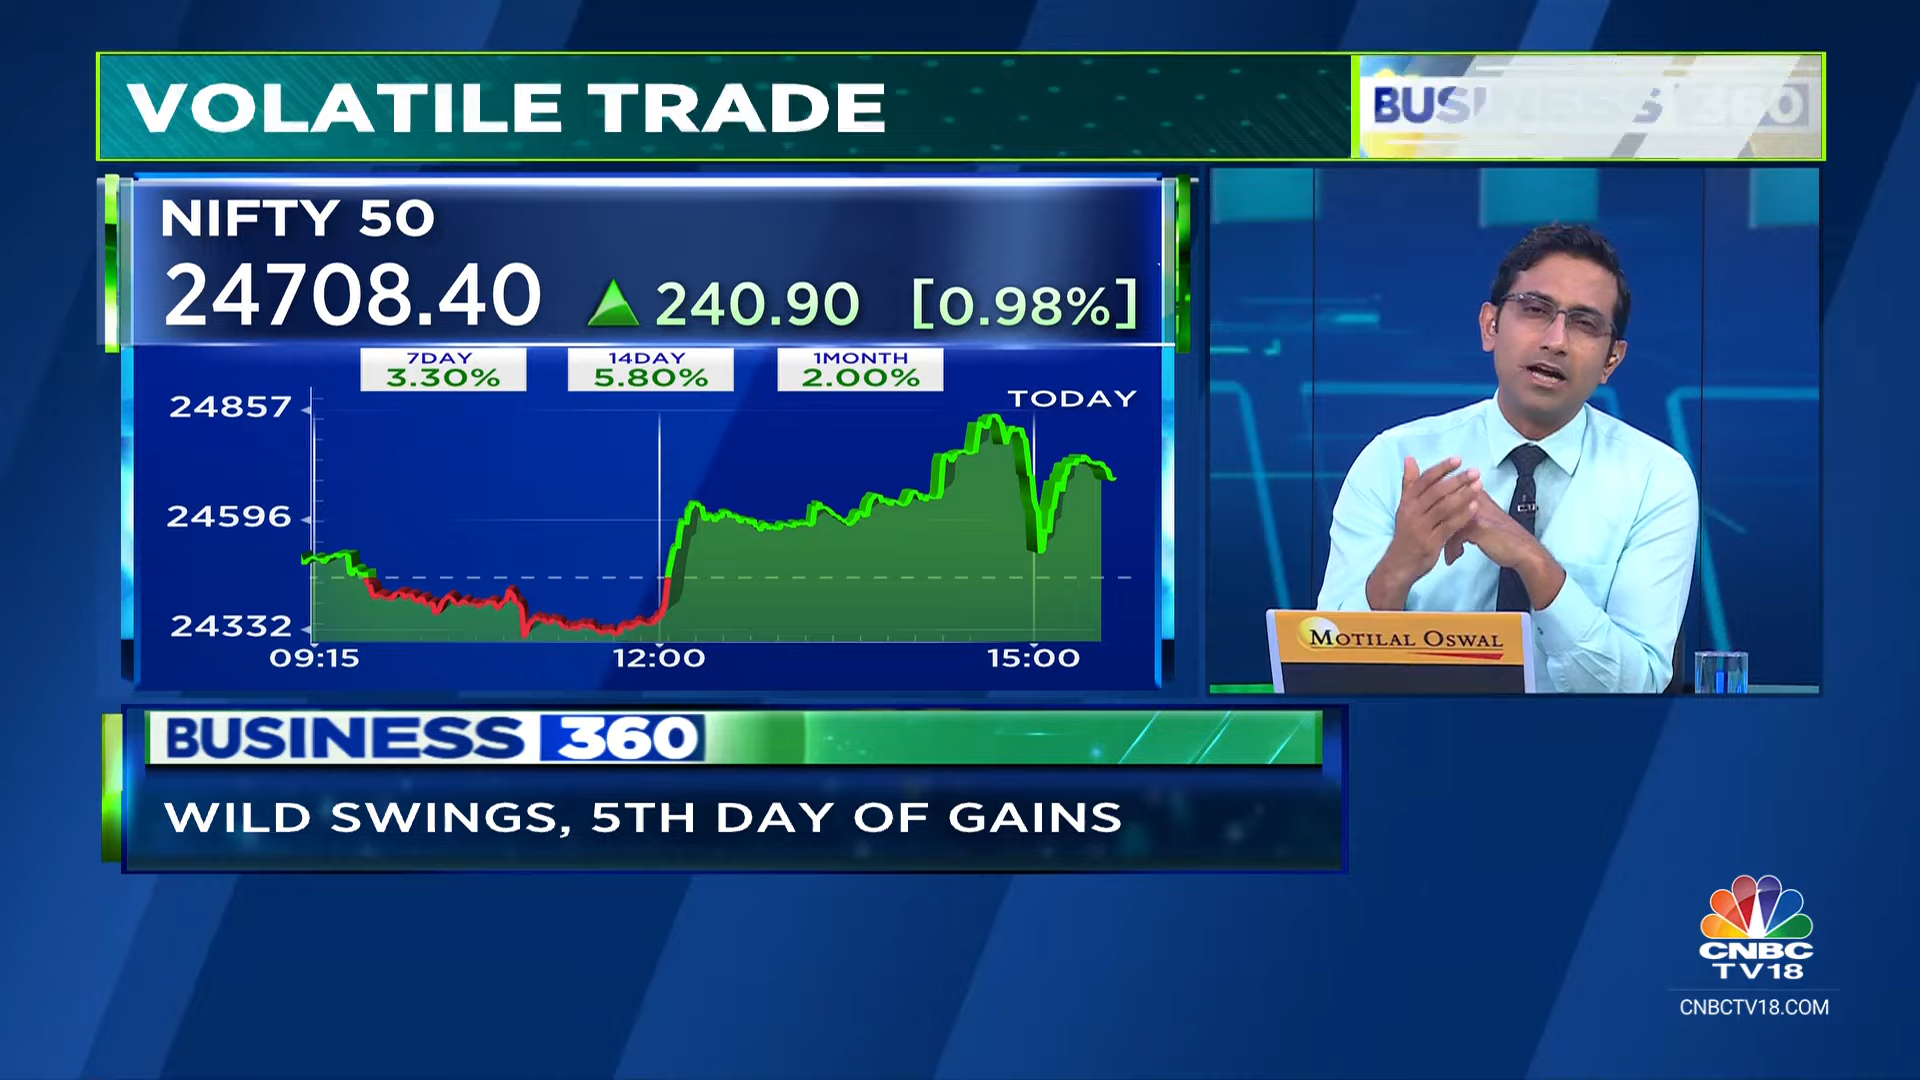 VOLATILE TRADE
BUSINESS 360
NIFTY 50
24708.40 240.90 [0.98%]
7DAY
3.30%
14DAY
5.80%
1MONTH
2.00%
TODAY
24857
24596
24332
09:15 12:00 15:00
MOTILAL OSWAL
BUSINESS 360
WILD SWINGS, 5TH DAY OF GAINS
CNBC
TV18
CNBCTV18.COM